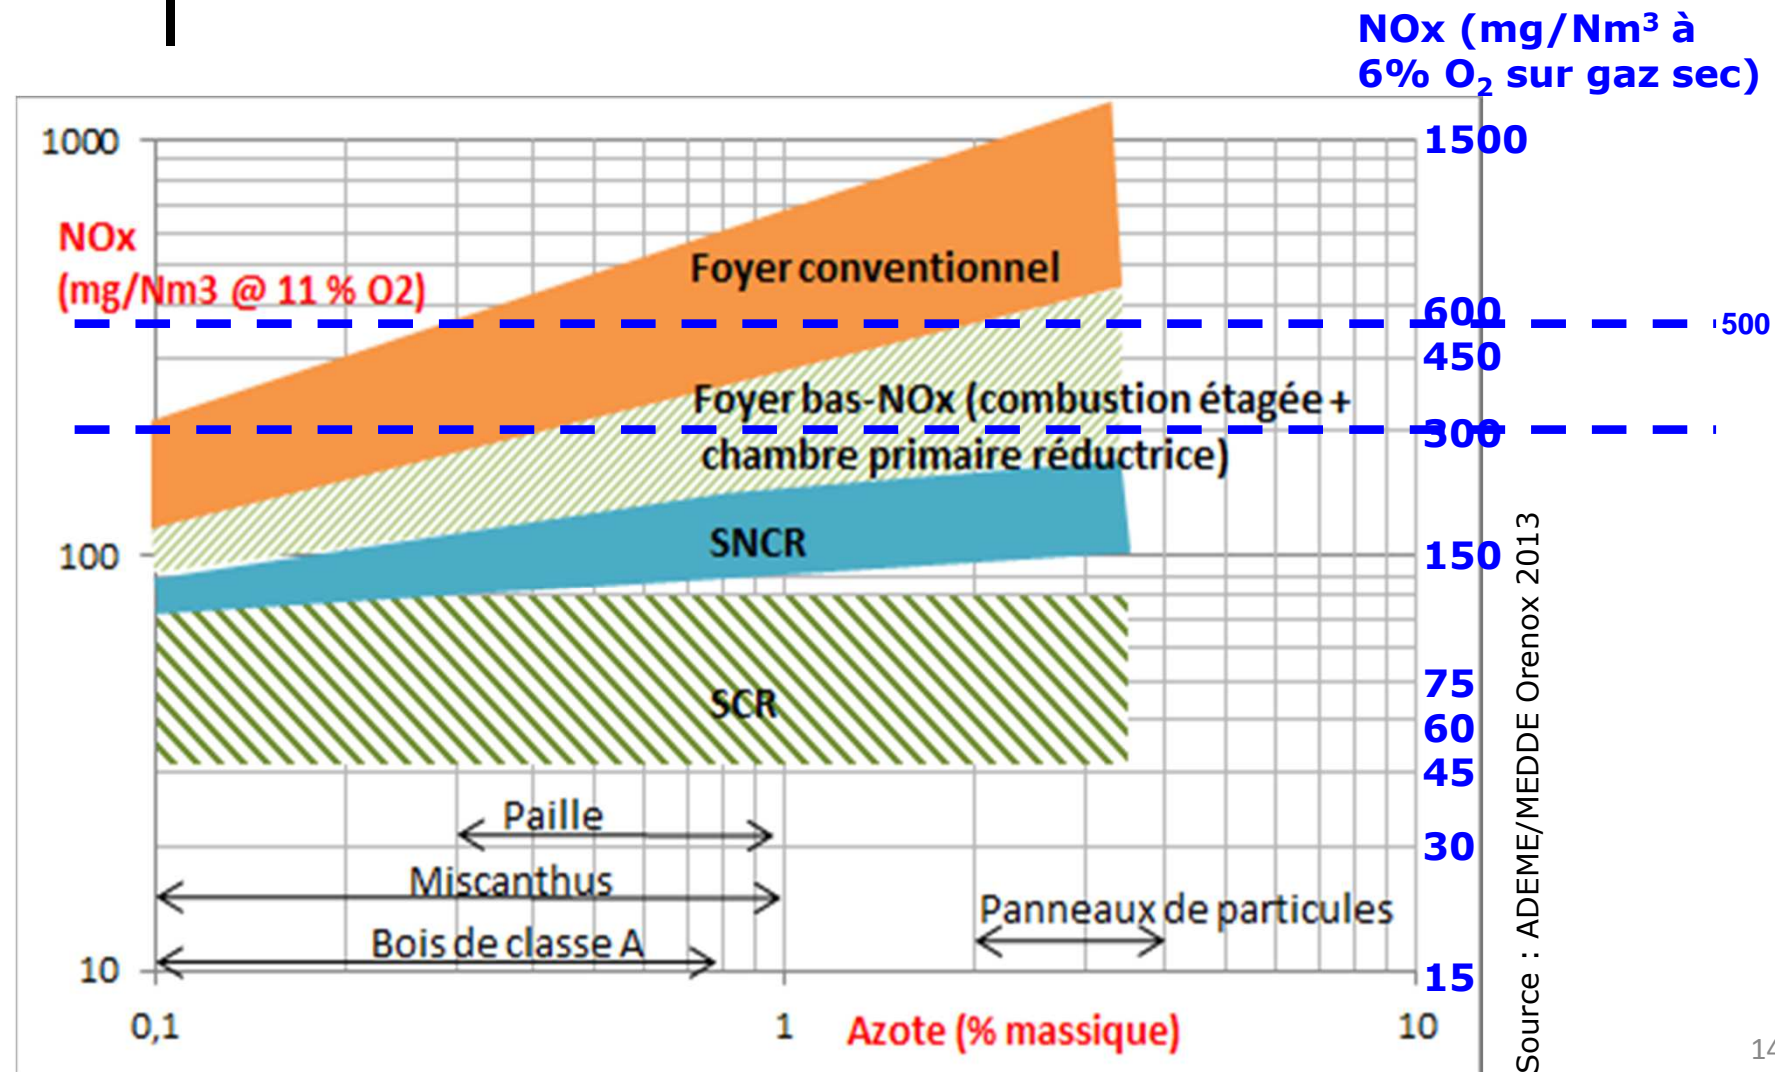 NOx (mg/Nm³ à
6% O₂ sur gaz sec)
1000
1500
NOx
(mg/Nm3 @ 11 % O2)
Foyer conventionnel
600
500
450
Foyer bas-NOx (combustion étagée +
300
chambre primaire réductrice)
SNCR
100
150
75
SCR
60
45
Paille
30
Miscanthus
Panneaux de particules
Bois de classe A
10
15
0,1
1
Azote (% massique)
10
Source : ADEME/MEDDE Orenox 2013
14